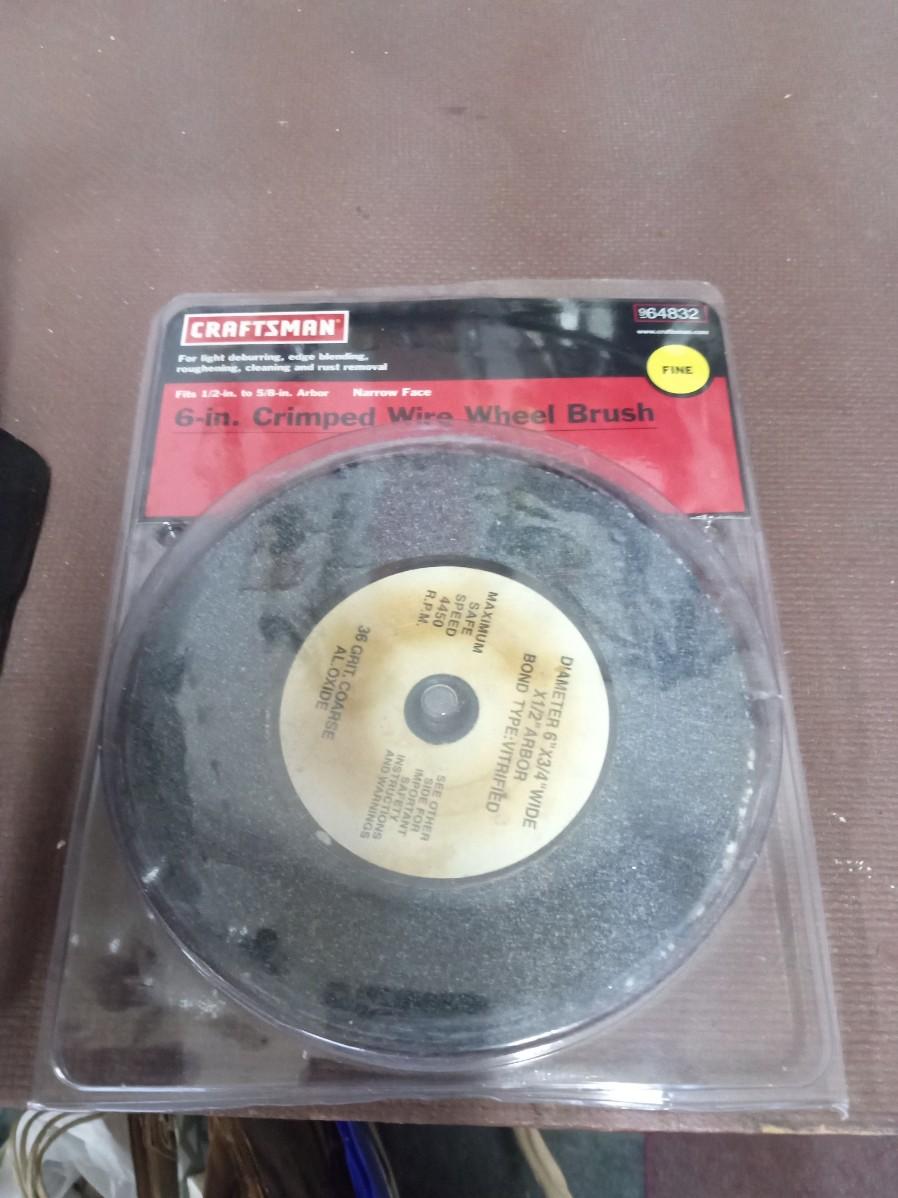 CRAFTSMAN
964832
www.craftsman.com
For light deburring, edge blending,
roughening, cleaning and rust removal
FINE
Fits 1/2-in. to 5/8-in. Arbor Narrow Face
6-in. Crimped Wire Wheel Brush
MAXIMUM
SAFE
SPEED
4450
R.P.M.
DIAMETER 6"X3/4" WIDE
X1/2" ARBOR
BOND TYPE:VITRIFIED
36 GRIT, COARSE
AL.OXIDE
SEE OTHER
SIDE FOR
IMPORTANT
SAFETY
INSTRUCTIONS
AND WARNINGS